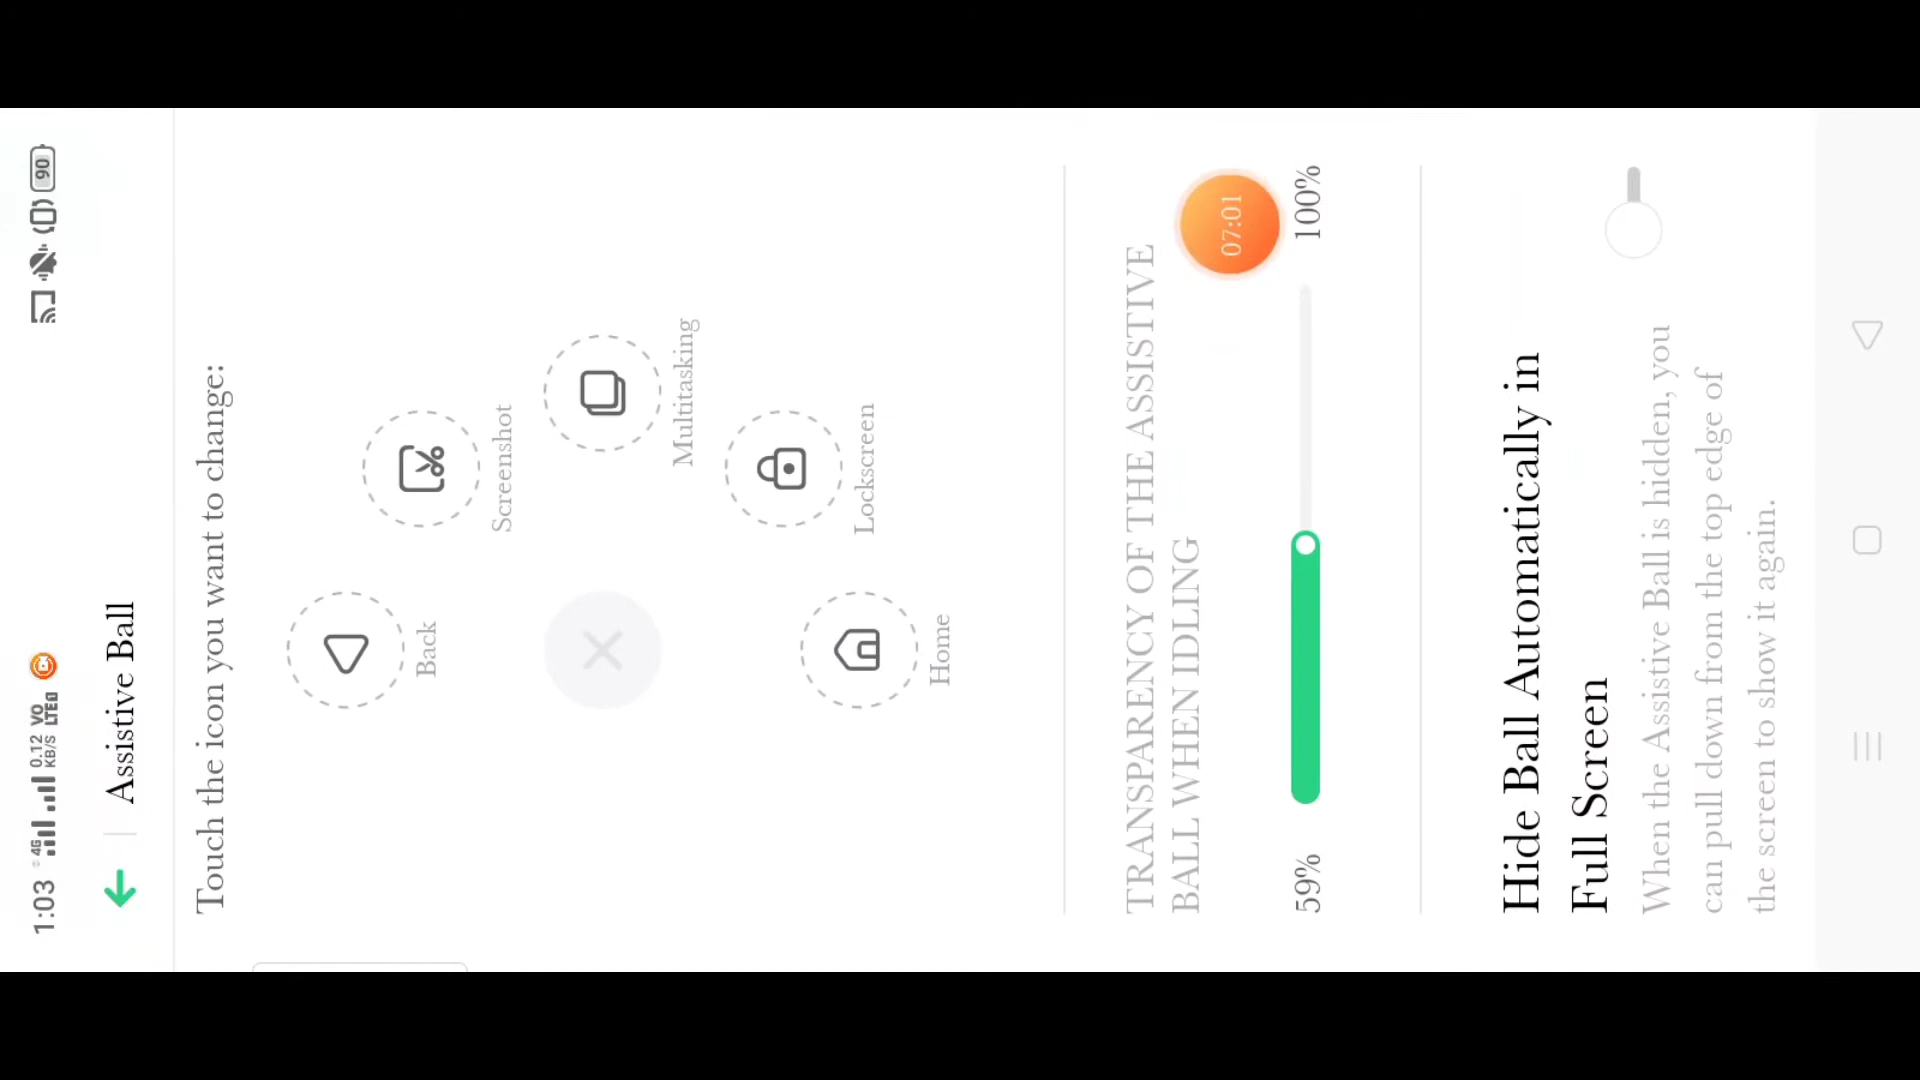 1:03 4G 0.12 KB/S VO LTE1 90
Assistive Ball
Touch the icon you want to change:
Back
Screenshot
Multitasking
Lockscreen
Home
TRANSPARENCY OF THE ASSISTIVE
BALL WHEN IDLING
07:01
59% 100%
Hide Ball Automatically in
Full Screen
When the Assistive Ball is hidden, you
can pull down from the top edge of
the screen to show it again.